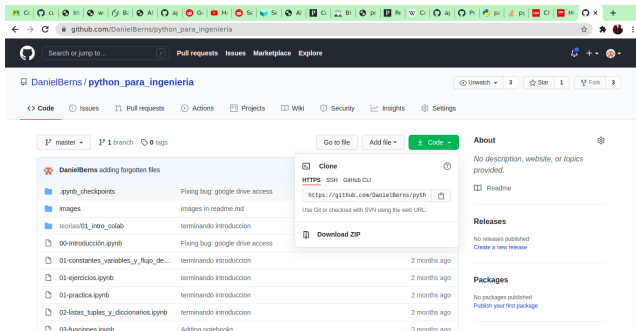 github.com/DanielBerns/python_para_ingenieria
Search or jump to...
/
Pull requests Issues Marketplace Explore
DanielBerns / python_para_ingenieria
Unwatch 3 Star 1 Fork 3
<> Code Issues Pull requests Actions Projects Wiki Security Insights Settings
master 1 branch 0 tags Go to file Add file Code
About
No description, website, or topics
provided.
Readme
Releases
No releases published
Create a new release
Packages
No packages published
Publish your first package
DanielBerns adding forgotten files
.ipynb_checkpoints Fixing bug: google drive access
images images in readme.md
teorias/01_intro_colab terminando introduccion
00-Introducción.ipynb Fixing bug: google drive access
01-constantes_variables_y_flujo_de... terminando introduccion 2 months ago
01-ejercicios.ipynb terminando introduccion 2 months ago
01-practica.ipynb terminando introduccion 2 months ago
02-listas_tuplas_y_diccionarios.ipynb terminando introduccion 2 months ago
03-funciones.ipynb Adding notebooks 3 months ago
Clone
HTTPS SSH GitHub CLI
https://github.com/DanielBerns/pyth
Use Git or checkout with SVN using the web URL.
Download ZIP